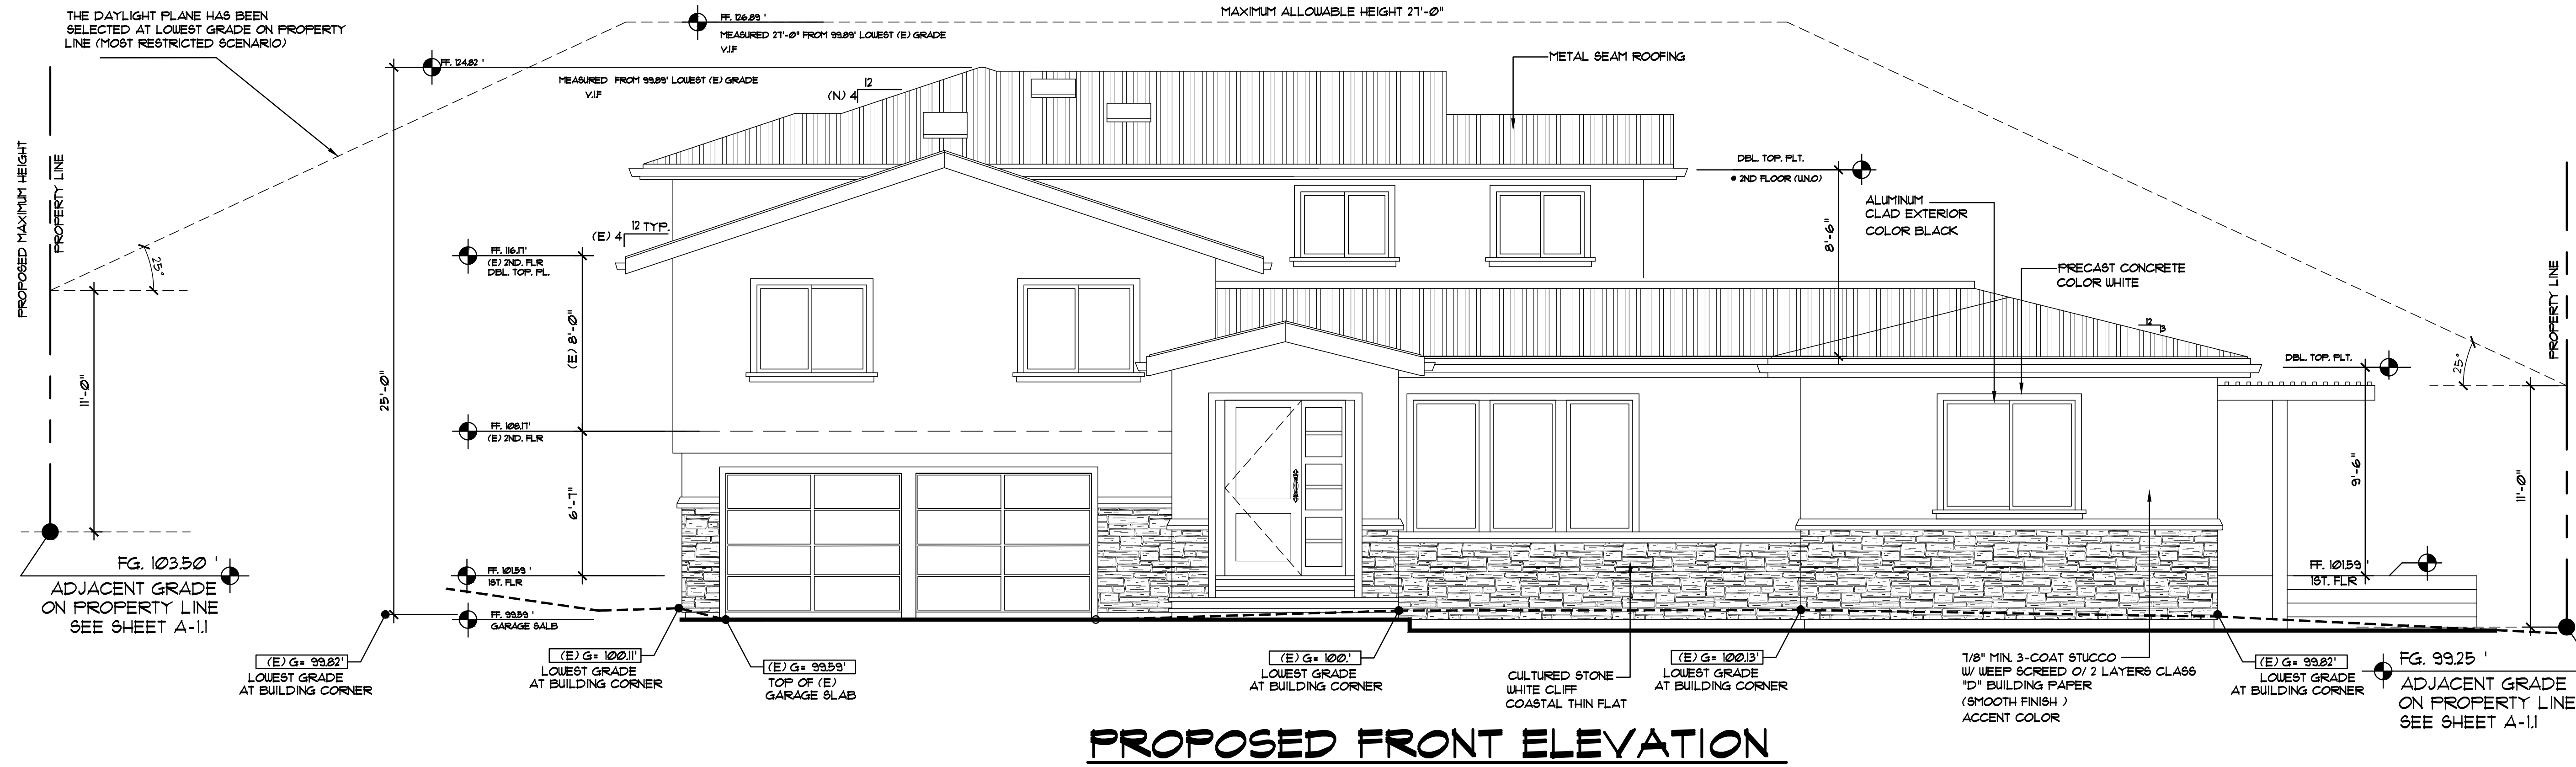 THE DAYLIGHT PLANE HAS BEEN
SELECTED AT LOWEST GRADE ON PROPERTY
LINE (MOST RESTRICTED SCENARIO)
FF. 126.89 '
MEASURED 27'-0" FROM 99.89' LOWEST (E) GRADE
V.I.F
MAXIMUM ALLOWABLE HEIGHT 27'-0"
FF. 124.82 '
MEASURED FROM 99.89' LOWEST (E) GRADE
V.I.F
METAL SEAM ROOFING
12
(N) 4
PROPOSED MAXIMUM HEIGHT
PROPERTY LINE
25°
11'-0"
25'-0"
12 TYP.
(E) 4
FF. 116.17'
(E) 2ND. FLR
DBL. TOP. PL.
(E) 8'-0"
FF. 108.17'
(E) 2ND. FLR
6'-7"
FF. 101.59 '
1ST. FLR
FF. 99.59 '
GARAGE SALB
DBL. TOP. PLT.
@ 2ND FLOOR (U.N.O)
8'-6"
ALUMINUM
CLAD EXTERIOR
COLOR BLACK
PRECAST CONCRETE
COLOR WHITE
12
3
PROPERTY LINE
25°
DBL. TOP. PLT.
9'-6"
11'-0"
FF. 101.59 '
1ST. FLR
FG. 103.50 '
ADJACENT GRADE
ON PROPERTY LINE
SEE SHEET A-1.1
(E) G= 99.82'
LOWEST GRADE
AT BUILDING CORNER
(E) G= 100.11'
LOWEST GRADE
AT BUILDING CORNER
(E) G= 99.59'
TOP OF (E)
GARAGE SLAB
(E) G= 100.'
LOWEST GRADE
AT BUILDING CORNER
CULTURED STONE
WHITE CLIFF
COASTAL THIN FLAT
(E) G= 100.13'
LOWEST GRADE
AT BUILDING CORNER
7/8" MIN. 3-COAT STUCCO
W/ WEEP SCREED O/ 2 LAYERS CLASS
"D" BUILDING PAPER
(SMOOTH FINISH )
ACCENT COLOR
(E) G= 99.82'
LOWEST GRADE
AT BUILDING CORNER
FG. 99.25 '
ADJACENT GRADE
ON PROPERTY LINE
SEE SHEET A-1.1
PROPOSED FRONT ELEVATION